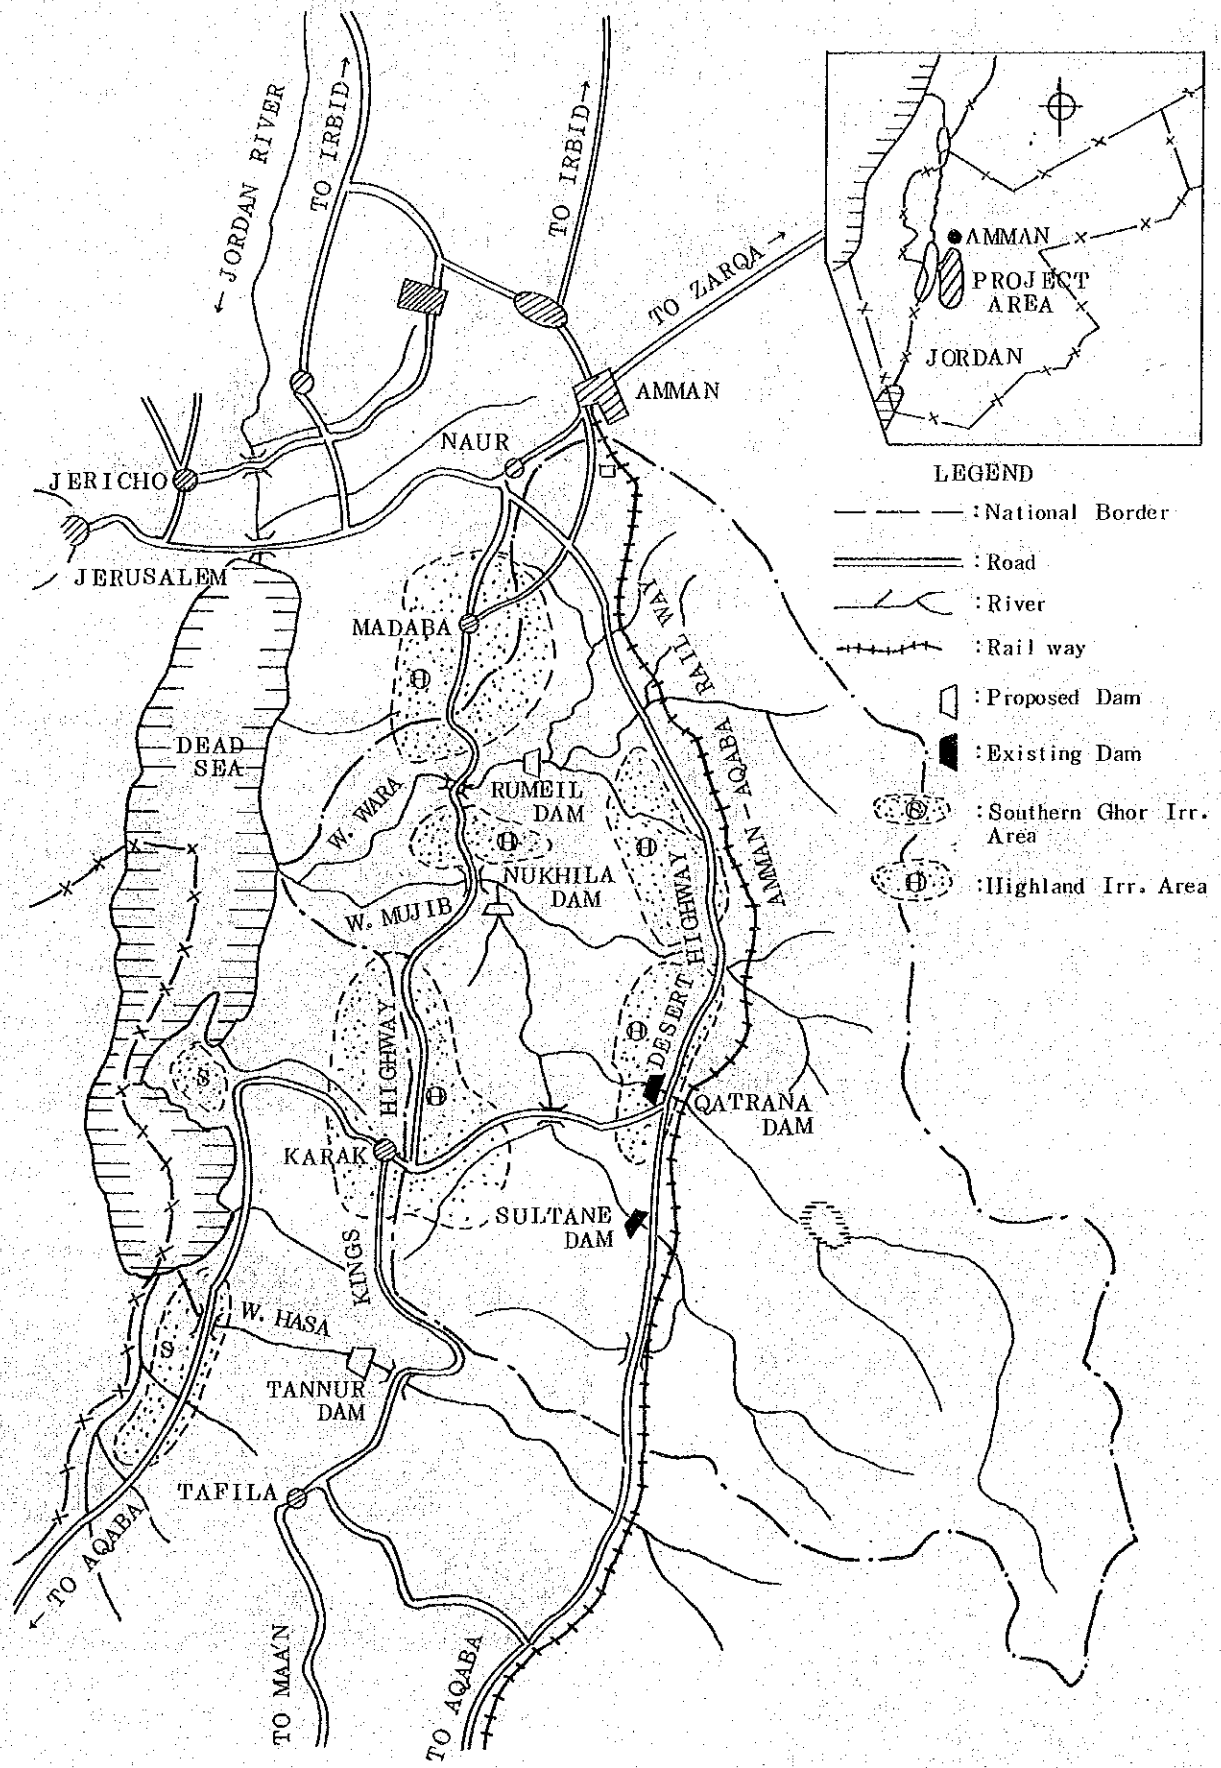 ← JORDAN RIVER
TO IRBID→
TO IRBID→
TO ZARQA →
AMMAN
PROJECT
AREA
JORDAN
AMMAN
NAUR
JERICHO
JERUSALEM
LEGEND
:National Border
:Road
:River
:Rail way
:Proposed Dam
:Existing Dam
S
:Southern Ghor Irr.
Area
H
:Highland Irr. Area
MADABA
H
AMMAN-AQABA RAIL WAY
DEAD
SEA
W. WARA
RUMEIL
DAM
H
H
NUKHILA
DAM
W. MUJIB
DESERT HIGHWAY
H
S
H
KINGS HIGHWAY
QATRANA
DAM
KARAK
SULTANE
DAM
W. HASA
S
TANNUR
DAM
TAFILA
← TO AQABA
TO MAA'N
TO AQABA